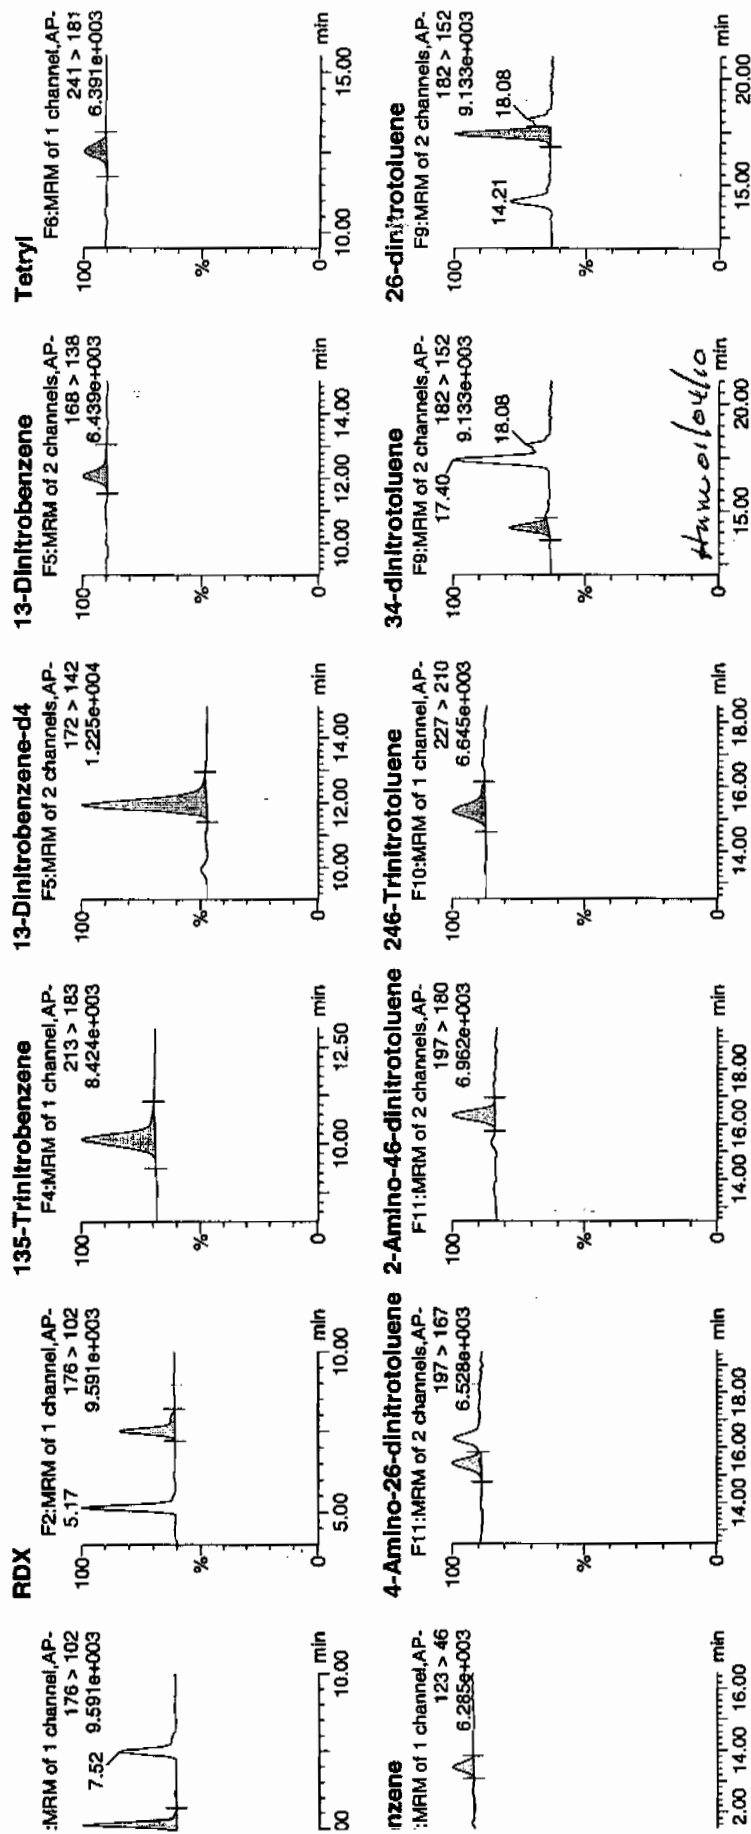 :MRM of 1 channel,AP-
176 > 102
9.591e+003
7.52
00
10.00
min
RDX
F2:MRM of 1 channel,AP-
176 > 102
9.591e+003
5.17
100
%
0
5.00
10.00
min
135-Trinitrobenzene
F4:MRM of 1 channel,AP-
213 > 183
8.424e+003
100
%
0
10.00
12.50
min
13-Dinitrobenzene-d4
F5:MRM of 2 channels,AP-
172 > 142
1.225e+004
100
%
0
10.00
12.00
14.00
min
13-Dinitrobenzene
F5:MRM of 2 channels,AP-
168 > 138
6.439e+003
100
%
0
10.00
12.00
14.00
min
Tetryl
F6:MRM of 1 channel,AP-
241 > 181
6.391e+003
100
%
0
10.00
15.00
min
nzene
:MRM of 1 channel,AP-
123 > 46
6.285e+003
2.00
14.00
16.00
min
4-Amino-26-dinitrotoluene
F11:MRM of 2 channels,AP-
197 > 167
6.528e+003
100
%
0
14.00
16.00
18.00
min
2-Amino-46-dinitrotoluene
F11:MRM of 2 channels,AP-
197 > 180
6.962e+003
100
%
0
14.00
16.00
18.00
min
246-Trinitrotoluene
F10:MRM of 1 channel,AP-
227 > 210
6.645e+003
100
%
0
14.00
16.00
18.00
min
34-dinitrotoluene
F9:MRM of 2 channels,AP-
182 > 152
9.133e+003
17.40
18.08
100
%
0
15.00
20.00
min
01/04/10
26-dinitrotoluene
F9:MRM of 2 channels,AP-
182 > 152
9.133e+003
14.21
18.08
100
%
0
15.00
20.00
min